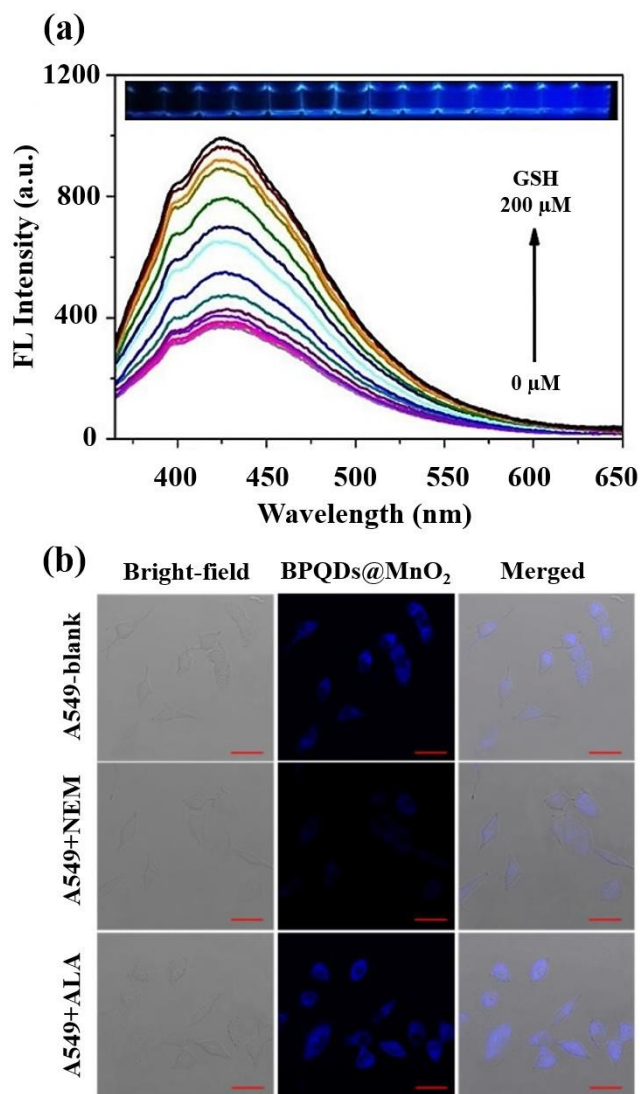 (a)
1200
800
400
0
FL Intensity (a.u.)
GSH
200 µM
0 µM
400 450 500 550 600 650
Wavelength (nm)
(b)
Bright-field BPQDs@MnO₂ Merged
A549-blank
A549+NEM
A549+ALA